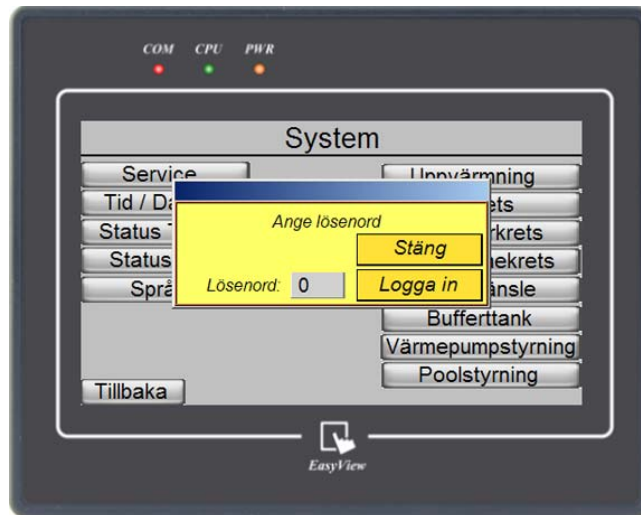 COM CPU PWR
System
Service
Uppvärmning
Tid / Da
ets
Ange lösenord
Status
rkrets
Stäng
Status
ekrets
Lösenord: 0
Logga in
Språ
änsle
Bufferttank
Värmepumpstyrning
Poolstyrning
Tillbaka
EasyView